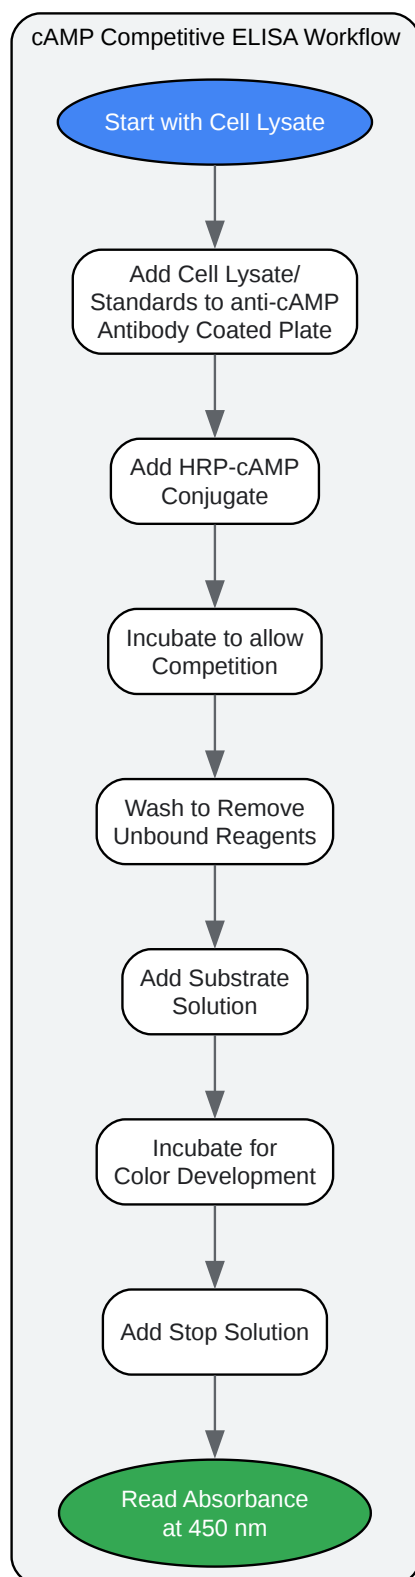 cAMP Competitive ELISA Workflow
Start with Cell Lysate
Add Cell Lysate/
Standards to anti-cAMP
Antibody Coated Plate
Add HRP-cAMP
Conjugate
Incubate to allow
Competition
Wash to Remove
Unbound Reagents
Add Substrate
Solution
Incubate for
Color Development
Add Stop Solution
Read Absorbance
at 450 nm